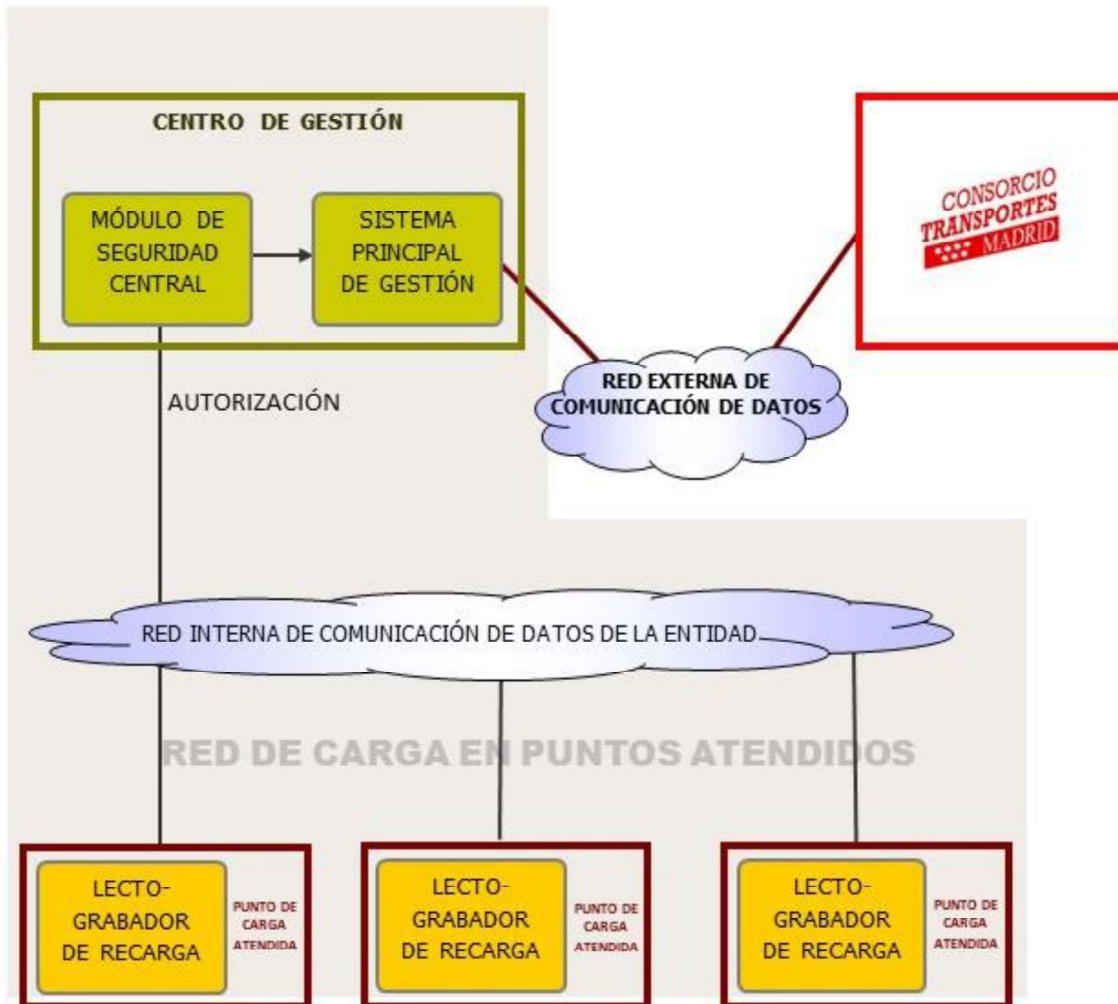 CENTRO DE GESTIÓN
MÓDULO DE
SEGURIDAD
CENTRAL
SISTEMA
PRINCIPAL
DE GESTIÓN
CONSORCIO
TRANSPORTES
MADRID
RED EXTERNA DE
COMUNICACIÓN DE DATOS
AUTORIZACIÓN
RED INTERNA DE COMUNICACIÓN DE DATOS DE LA ENTIDAD
RED DE CARGA EN PUNTOS ATENDIDOS
LECTO-
GRABADOR
DE RECARGA
PUNTO DE
CARGA
ATENDIDA
LECTO-
GRABADOR
DE RECARGA
PUNTO DE
CARGA
ATENDIDA
LECTO-
GRABADOR
DE RECARGA
PUNTO DE
CARGA
ATENDIDA